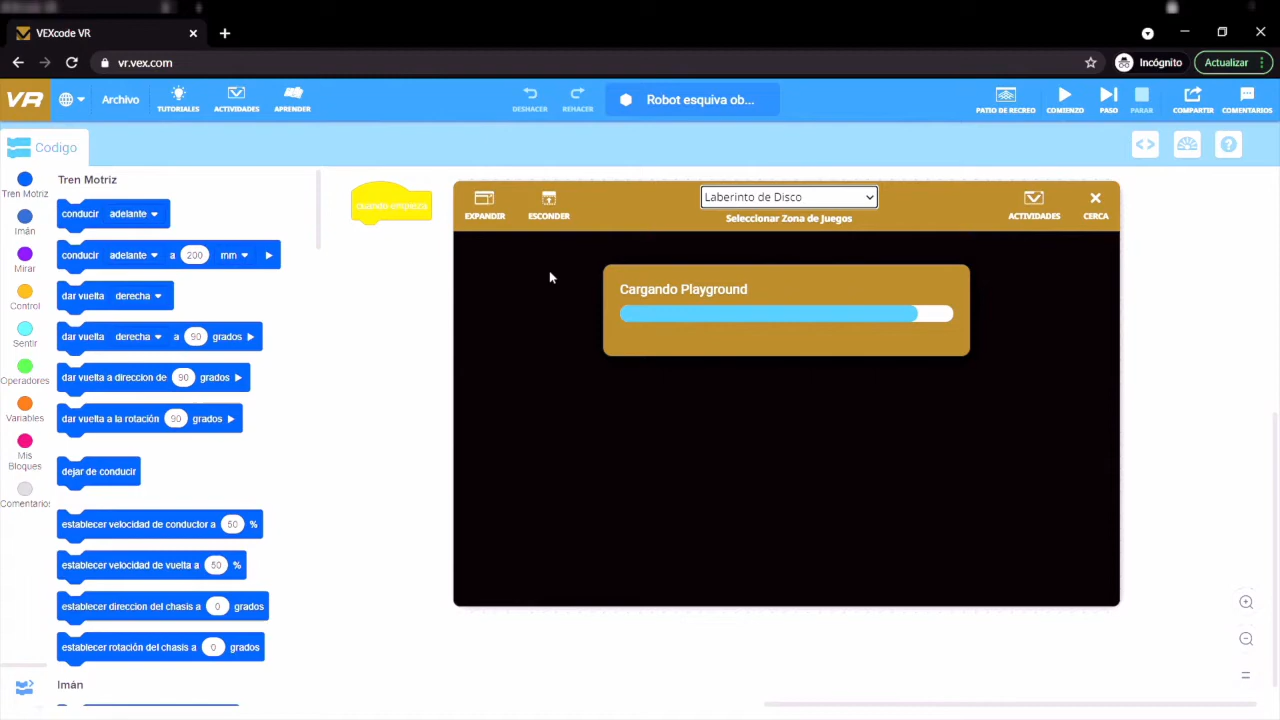 VEXcode VR
vr.vex.com
Incógnito
Actualizar
VR
Archivo
TUTORIALES
ACTIVIDADES
APRENDER
DESHACER
REHACER
Robot esquiva ob...
PATIO DE RECREO
COMIENZO
PASO
PARAR
COMPARTIR
COMENTARIOS
Codigo
Tren Motriz
Imán
Mirar
Control
Sentir
Operadores
Variables
Mis
Bloques
Comentarios
Tren Motriz
conducir adelante
conducir adelante a 200 mm
dar vuelta derecha
dar vuelta derecha a 90 grados
dar vuelta a direccion de 90 grados
dar vuelta a la rotación 90 grados
dejar de conducir
establecer velocidad de conductor a 50 %
establecer velocidad de vuelta a 50 %
establecer direccion del chasis a 0 grados
establecer rotación del chasis a 0 grados
Imán
cuando empieza
EXPANDIR
ESCONDER
Laberinto de Disco
Seleccionar Zona de Juegos
ACTIVIDADES
CERCA
Cargando Playground